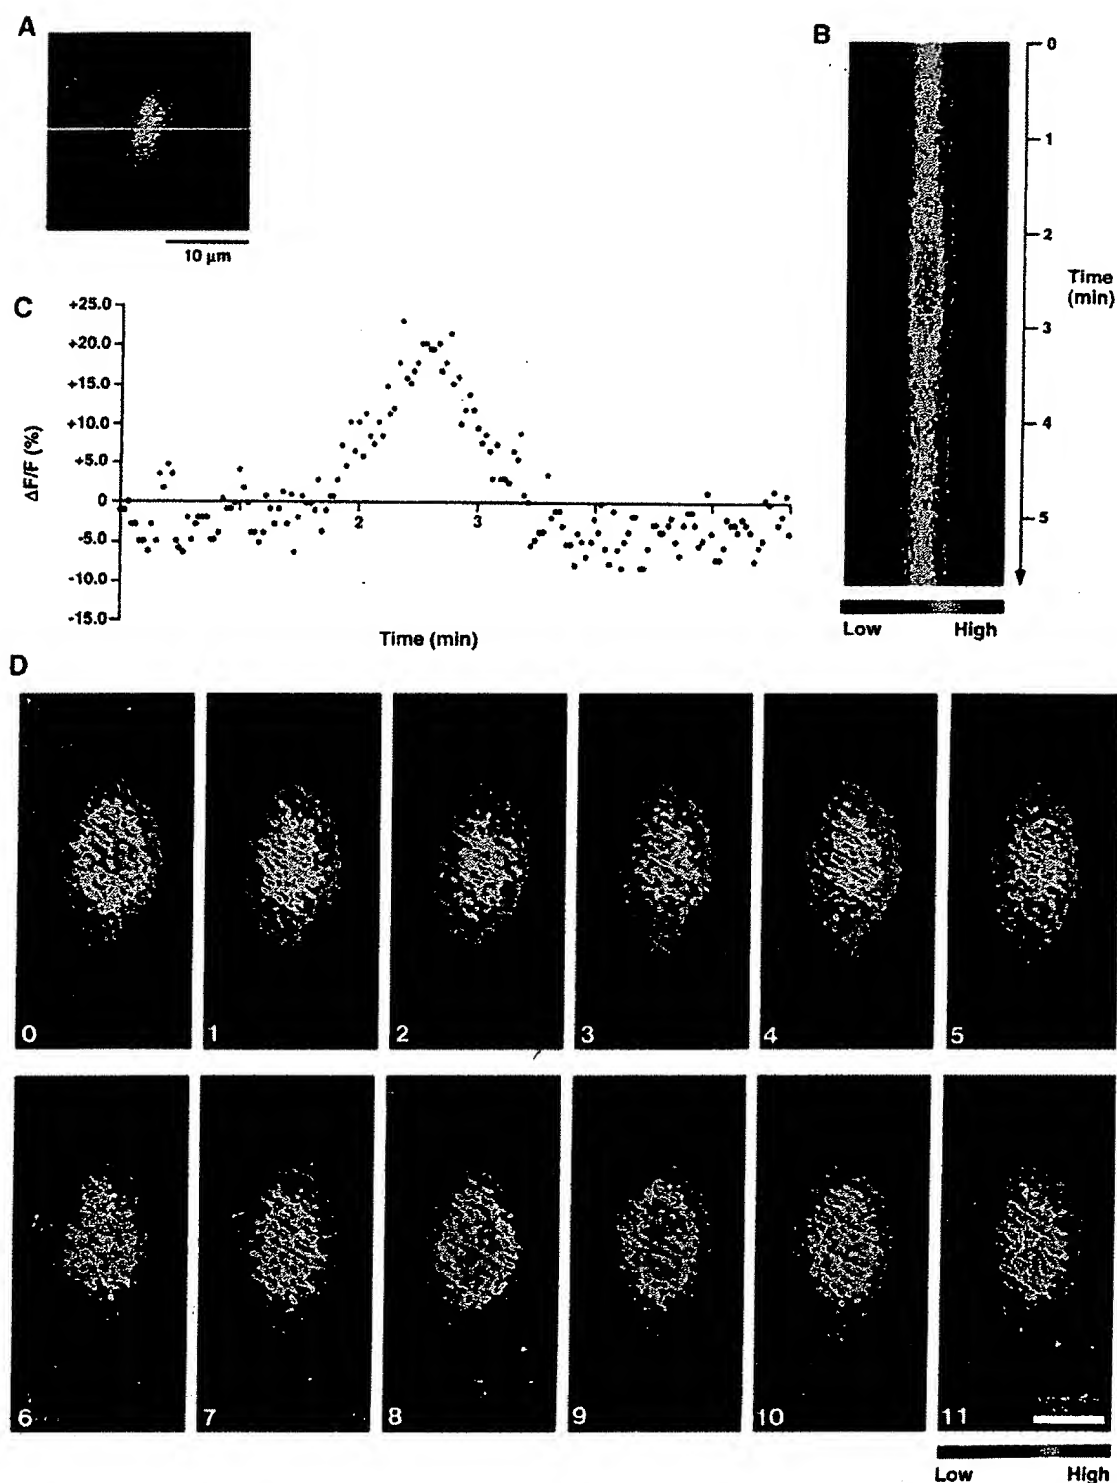 A
10 µm
B
0
1
2
3
4
5
Time
(min)
Low High
C
+25.0
+20.0
+15.0
+10.0
+5.0
0
-5.0
-10.0
-15.0
ΔF/F (%)
2 3
Time (min)
D
0 1 2 3 4 5
6 7 8 9 10 11
Low High